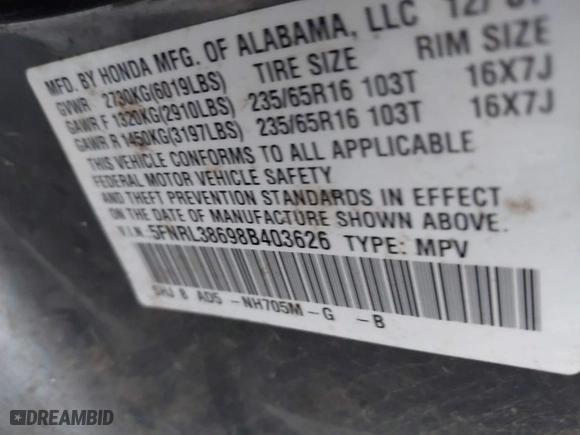 MFD. BY HONDA MFG. OF ALABAMA, LLC 12/
GVWR 2730KG(6019LBS) TIRE SIZE RIM SIZE
GAWR F 1320KG(2910LBS) 235/65R16 103T 16X7J
GAWR R 1450KG(3197LBS) 235/65R16 103T 16X7J
THIS VEHICLE CONFORMS TO ALL APPLICABLE
FEDERAL MOTOR VEHICLE SAFETY
AND THEFT PREVENTION STANDARDS IN EFFECT
ON THE DATE OF MANUFACTURE SHOWN ABOVE.
V.I.N. 5FNRL38698B403626 TYPE: MPV
SHJ B AD5 -NH705M-G -B
DREAMBID